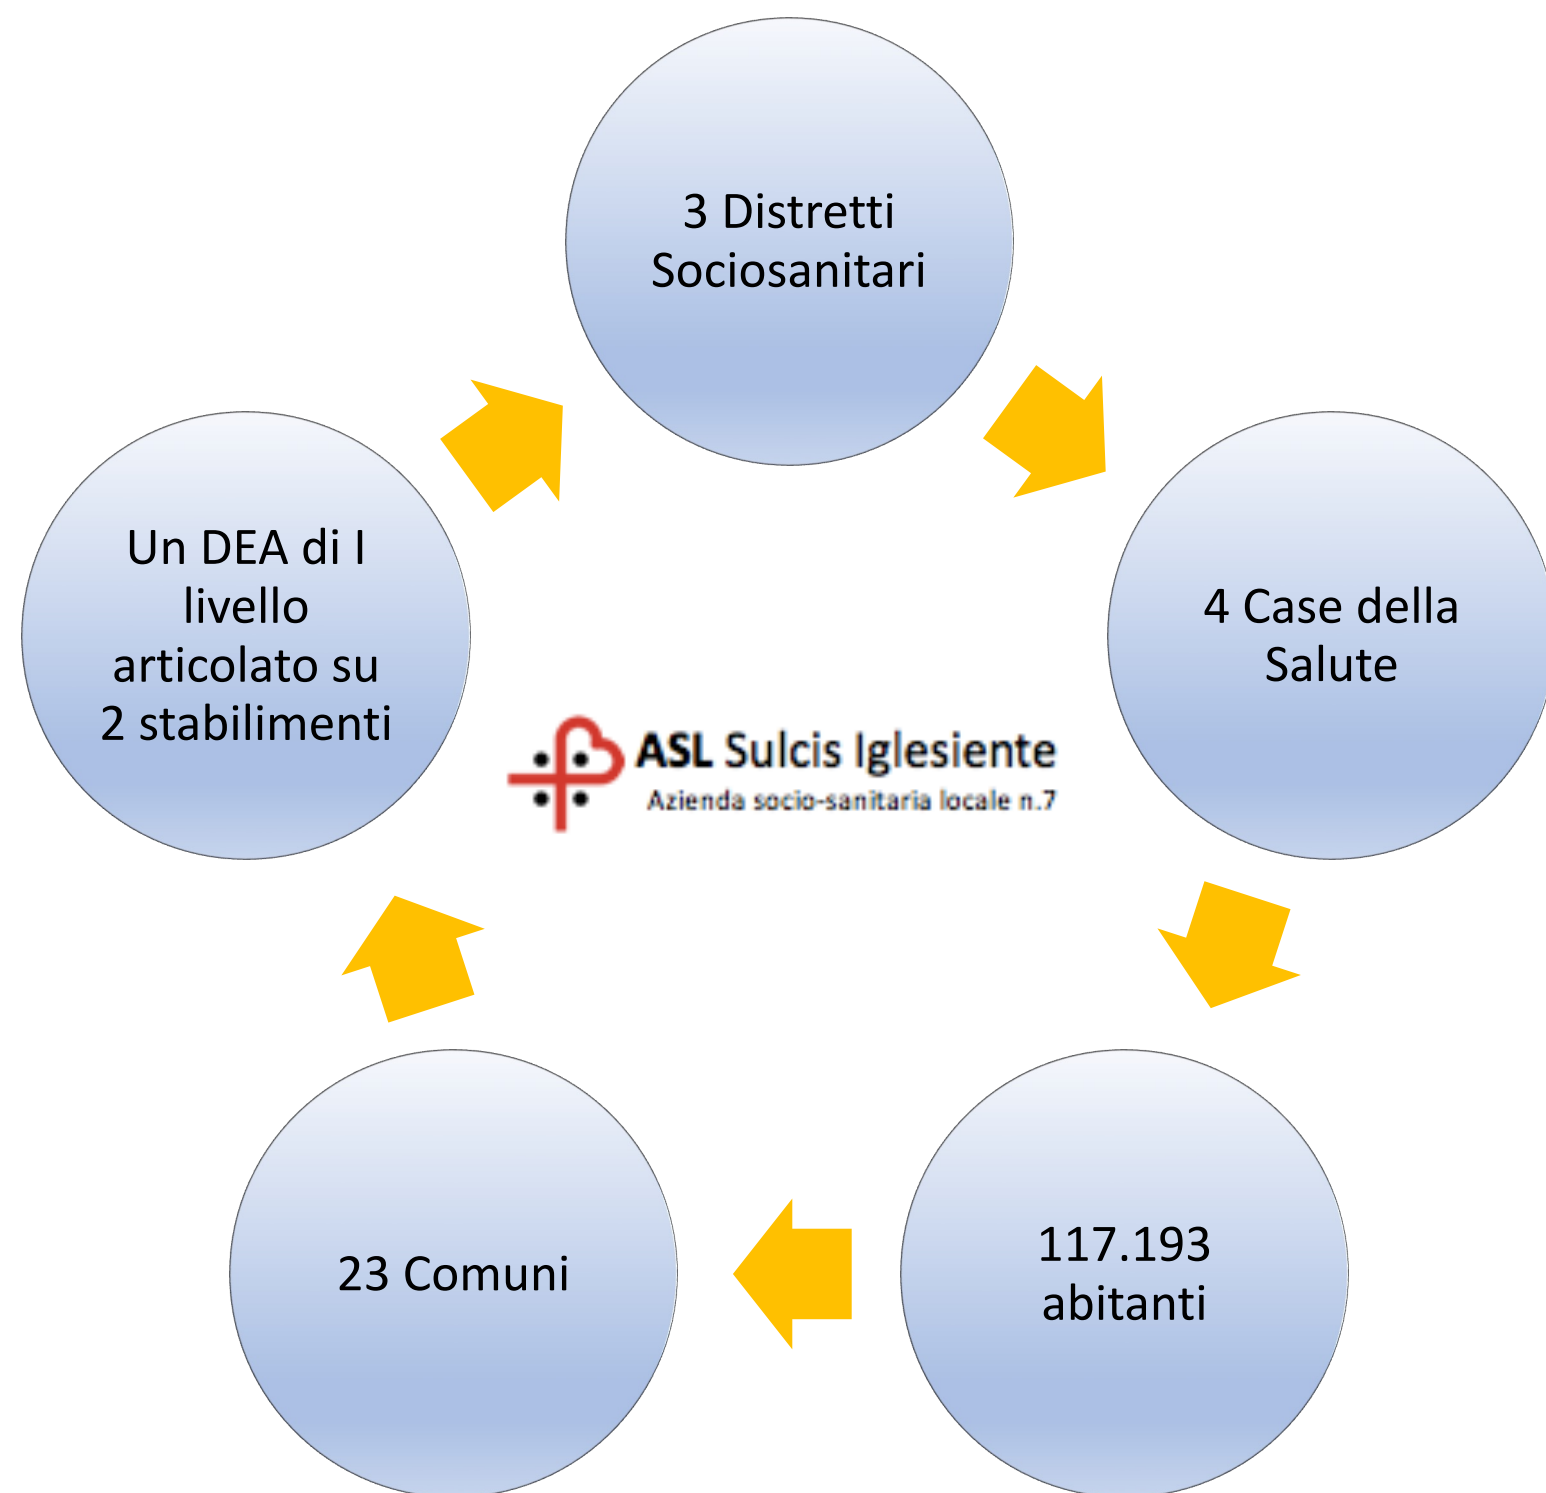 3 Distretti
Sociosanitari
4 Case della
Salute
117.193
abitanti
23 Comuni
Un DEA di I
livello
articolato su
2 stabilimenti
ASL Sulcis Iglesiente
Azienda socio-sanitaria locale n.7